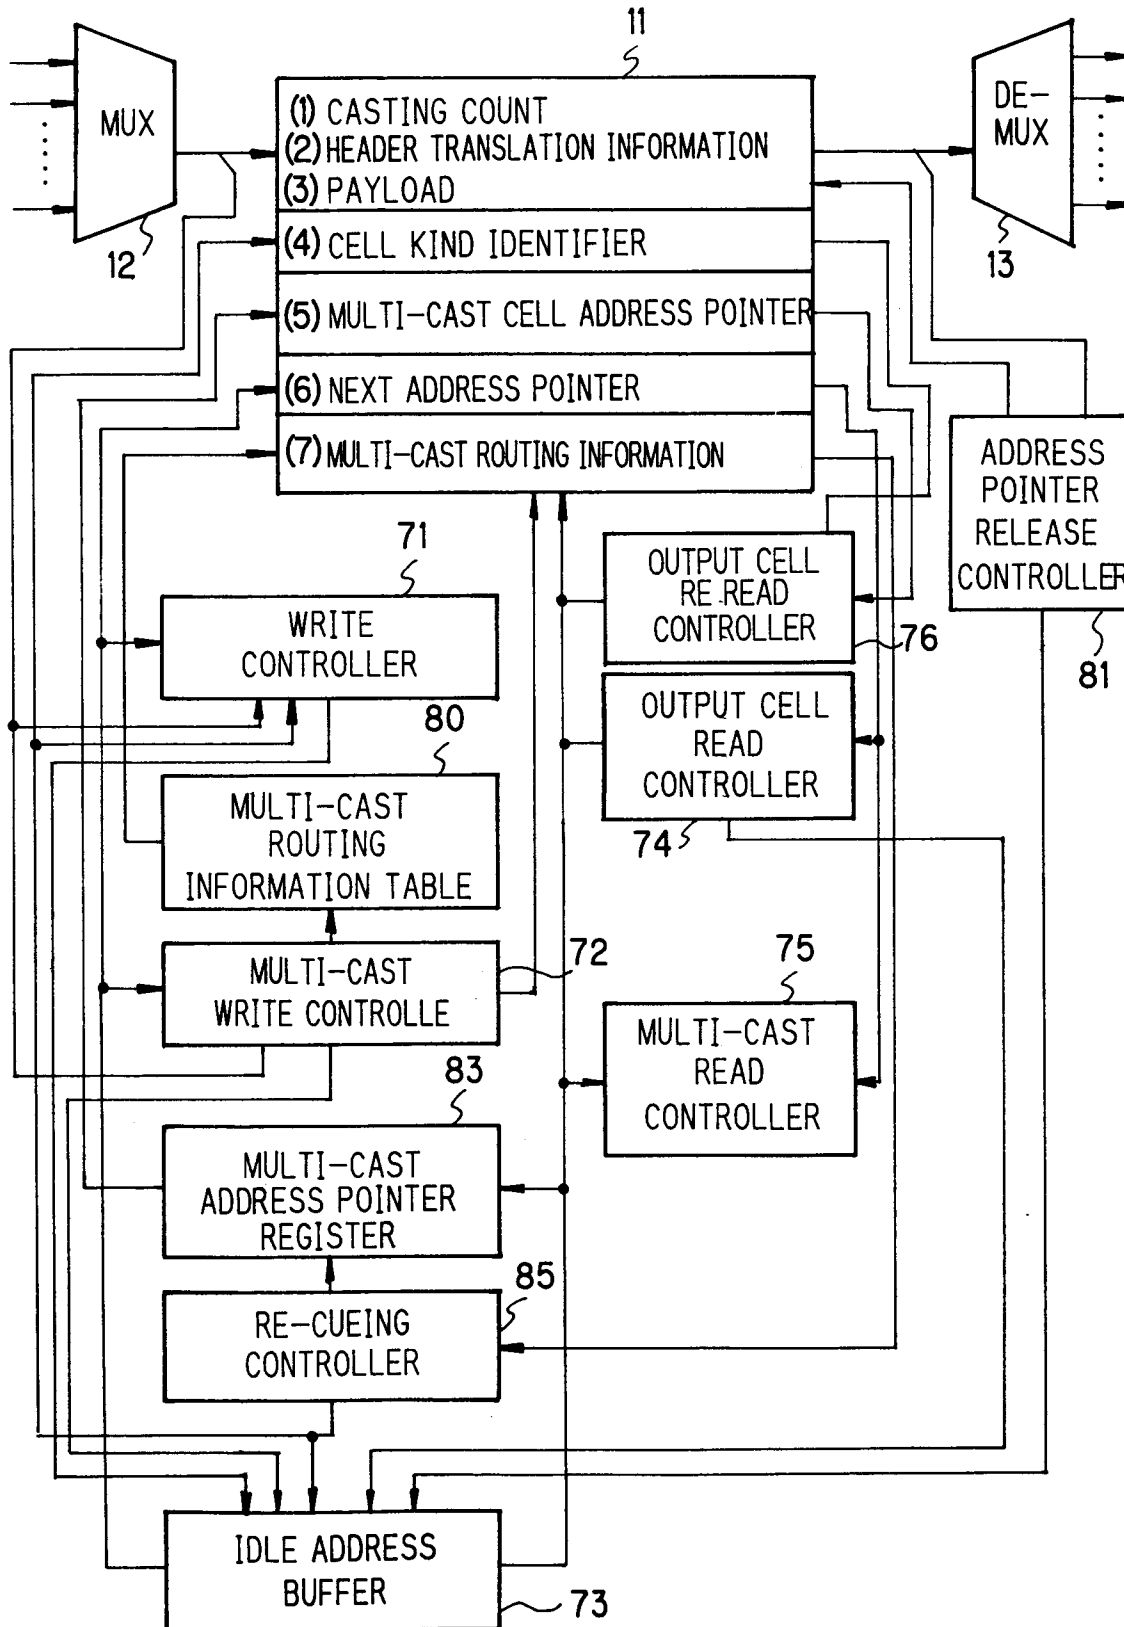 11
MUX
12
(1) CASTING COUNT
(2) HEADER TRANSLATION INFORMATION
(3) PAYLOAD
(4) CELL KIND IDENTIFIER
(5) MULTI-CAST CELL ADDRESS POINTER
(6) NEXT ADDRESS POINTER
(7) MULTI-CAST ROUTING INFORMATION
DE-
MUX
13
ADDRESS
POINTER
RELEASE
CONTROLLER
81
71
WRITE
CONTROLLER
OUTPUT CELL
RE READ
CONTROLLER
76
80
MULTI-CAST
ROUTING
INFORMATION TABLE
OUTPUT CELL
READ
CONTROLLER
74
MULTI-CAST
WRITE CONTROLLE
72
75
MULTI-CAST
READ
CONTROLLER
83
MULTI-CAST
ADDRESS POINTER
REGISTER
85
RE-CUEING
CONTROLLER
IDLE ADDRESS
BUFFER
73